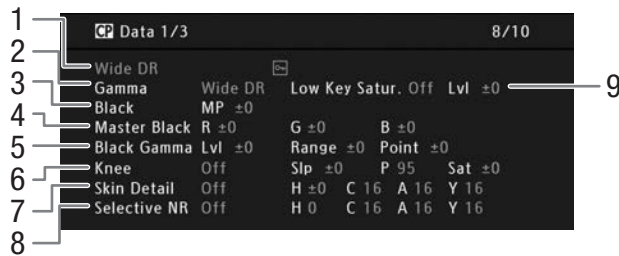 CP Data 1/3 8/10
1 Wide DR
2 Gamma Wide DR Low Key Satur. Off Lvl ±0 9
3 Black MP ±0
4 Master Black R ±0 G ±0 B ±0
5 Black Gamma Lvl ±0 Range ±0 Point ±0
6 Knee Off Slp ±0 P 95 Sat ±0
7 Skin Detail Off H ±0 C 16 A 16 Y 16
8 Selective NR Off H 0 C 16 A 16 Y 16